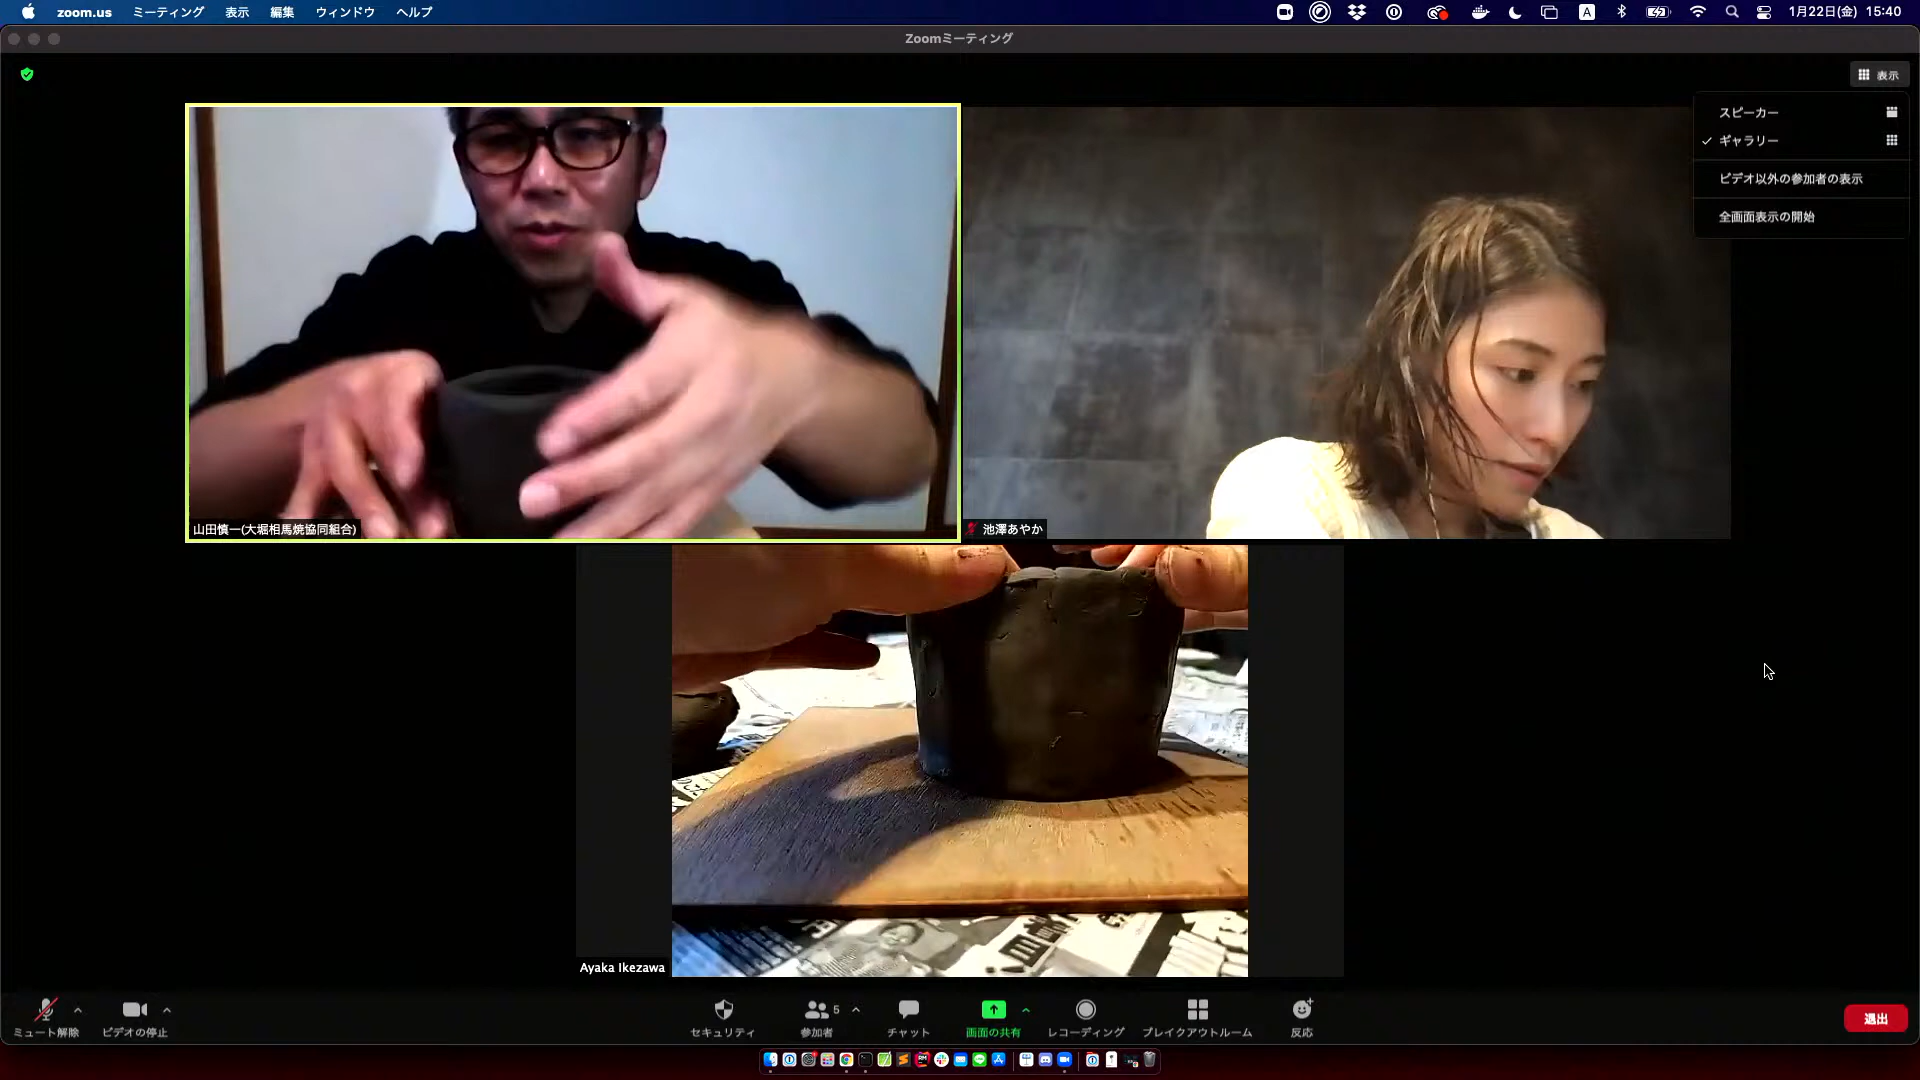 zoom.us ミーティング 表示 編集 ウィンドウ ヘルプ
A
1月22日(金) 15:40
Zoomミーティング
表示
スピーカー
✓ ギャラリー
ビデオ以外の参加者の表示
全画面表示の開始
山田慎一(大堀相馬焼協同組合)
池澤あやか
Ayaka Ikezawa
ミュート解除
ビデオの停止
セキュリティ
参加者 5
チャット
画面の共有
レコーディング
ブレイクアウトルーム
反応
退出